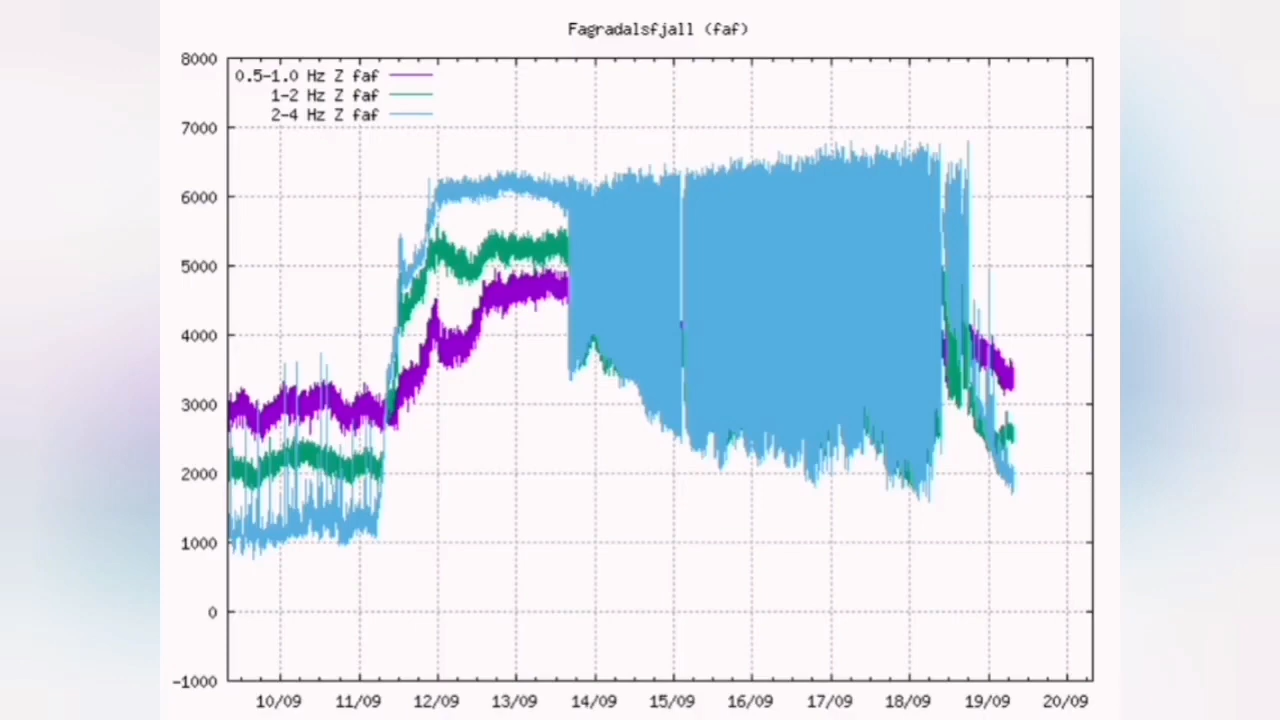 Fagradalsfjall (faf)
8000
7000
6000
5000
4000
3000
2000
1000
0
-1000
0.5-1.0 Hz Z faf
1-2 Hz Z faf
2-4 Hz Z faf
10/09 11/09 12/09 13/09 14/09 15/09 16/09 17/09 18/09 19/09 20/09